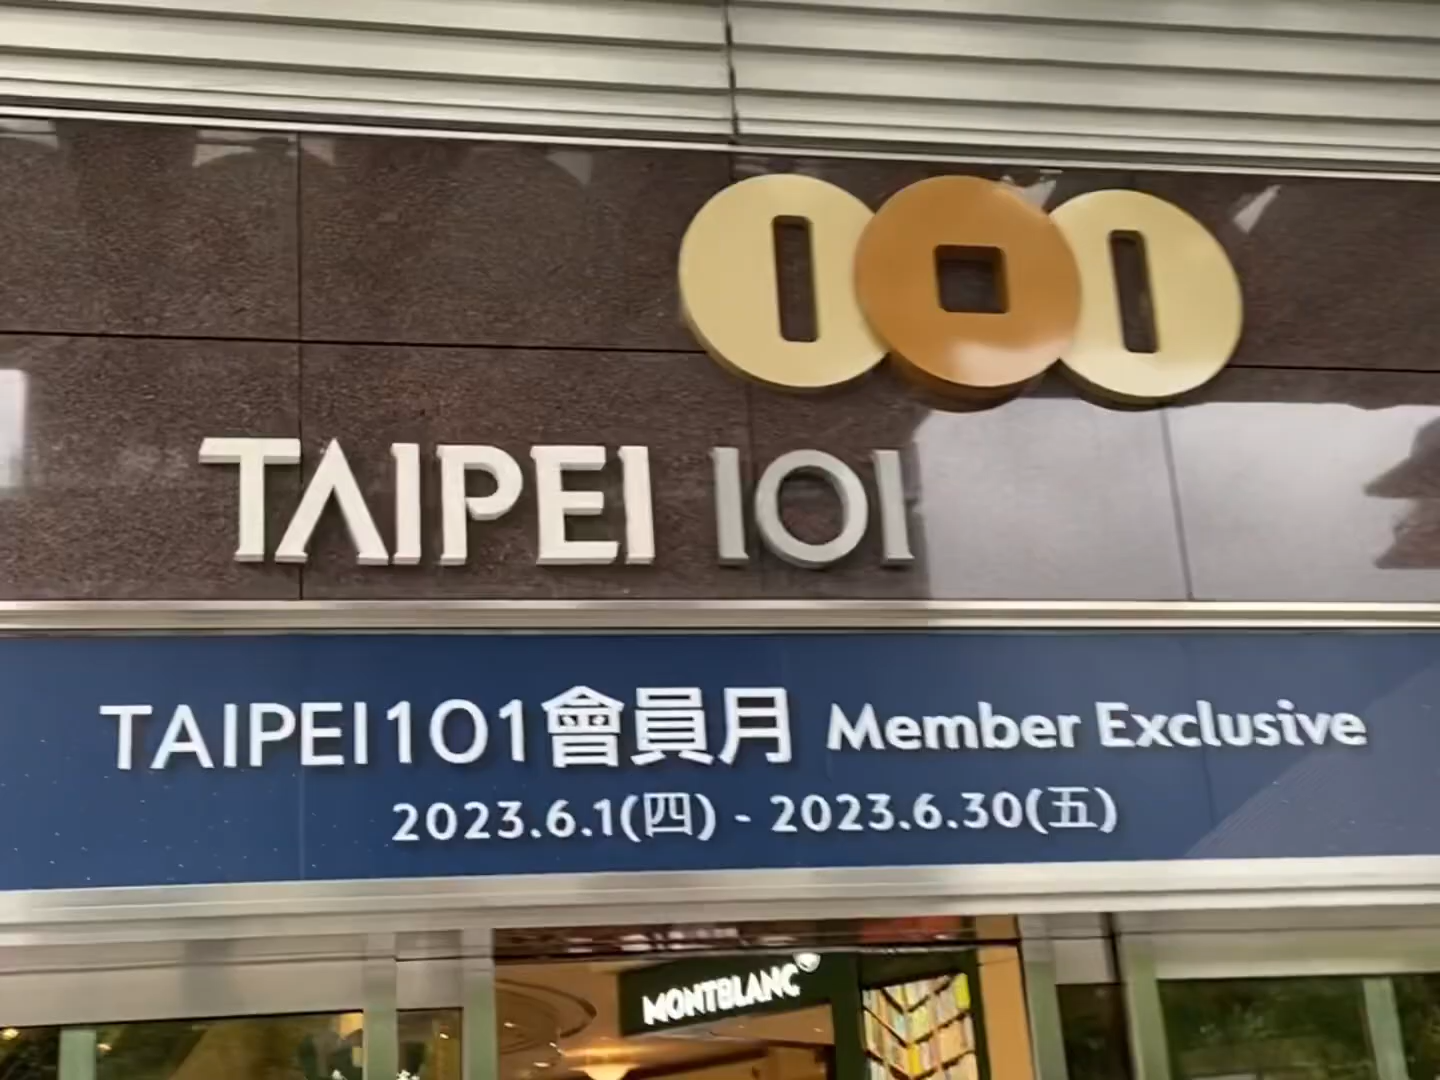 TAIPEI 101
TAIPEI101會員月 Member Exclusive
2023.6.1(四) - 2023.6.30(五)
MONTBLANC